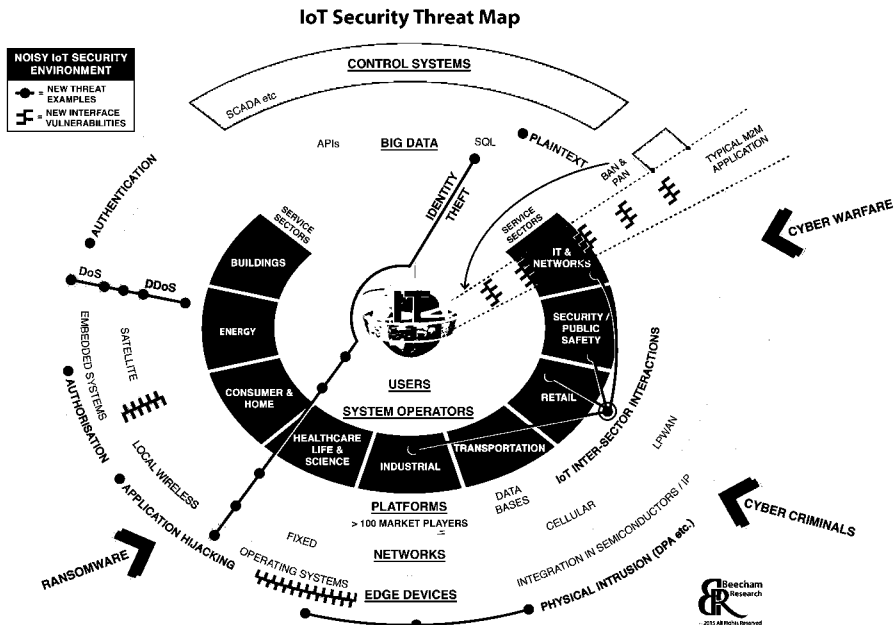 IoT Security Threat Map
NOISY IoT SECURITY
ENVIRONMENT
= NEW THREAT
EXAMPLES
= NEW INTERFACE
VULNERABILITIES
CONTROL SYSTEMS
SCADA etc
APIs
BIG DATA
SQL
PLAINTEXT
BAN &
PAN
TYPICAL M2M
APPLICATION
AUTHENTICATION
IDENTITY
THEFT
SERVICE
SECTORS
SERVICE
SECTORS
CYBER WARFARE
BUILDINGS
IT &
NETWORKS
DoS
DDoS
ENERGY
SECURITY /
PUBLIC
SAFETY
EMBEDDED SYSTEMS
SATELLITE
USERS
CONSUMER &
HOME
RETAIL
SYSTEM OPERATORS
AUTHORISATION
HEALTHCARE
LIFE &
SCIENCE
INDUSTRIAL
TRANSPORTATION
IoT INTER-SECTOR INTERACTIONS
LPWAN
LOCAL WIRELESS
APPLICATION HIJACKING
PLATFORMS
> 100 MARKET PLAYERS
DATA
BASES
CELLULAR
CYBER CRIMINALS
FIXED
NETWORKS
INTEGRATION IN SEMICONDUCTORS / IP
RANSOMWARE
OPERATING SYSTEMS
EDGE DEVICES
PHYSICAL INTRUSION (DPA etc.)
Beecham
Research
2015 All Rights Reserved